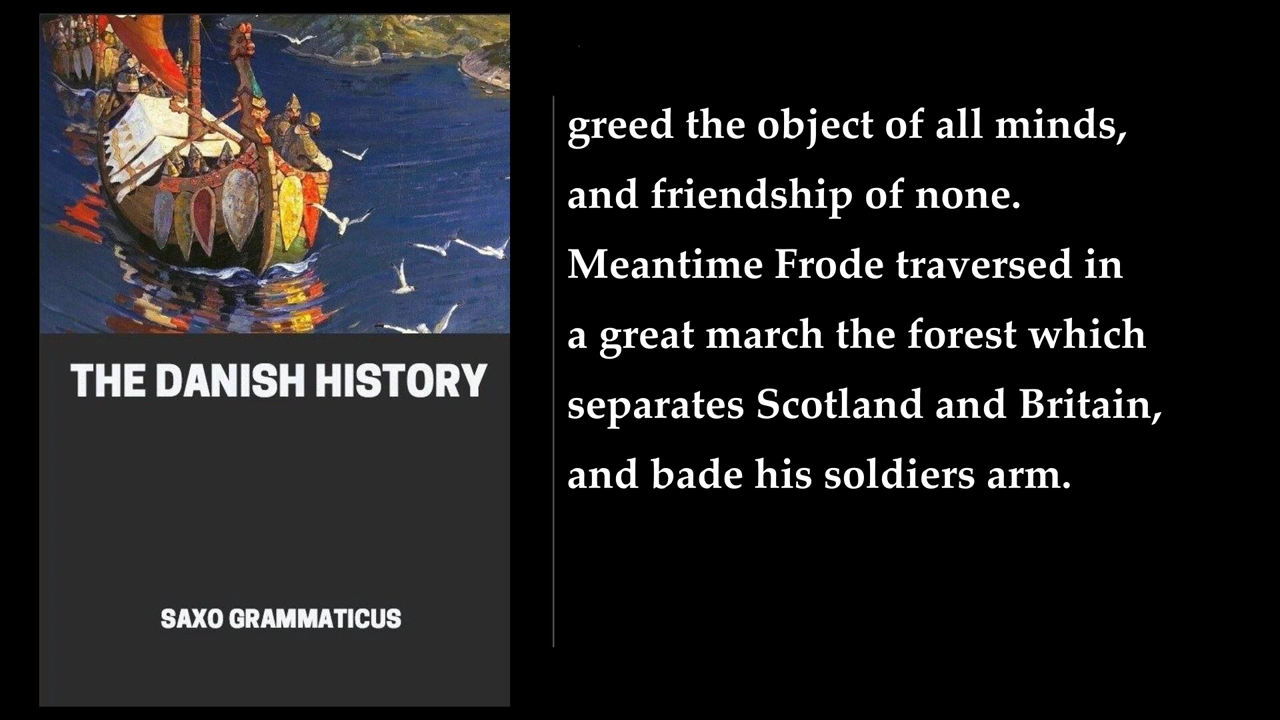 THE DANISH HISTORY
SAXO GRAMMATICUS
greed the object of all minds,
and friendship of none.
Meantime Frode traversed in
a great march the forest which
separates Scotland and Britain,
and bade his soldiers arm.